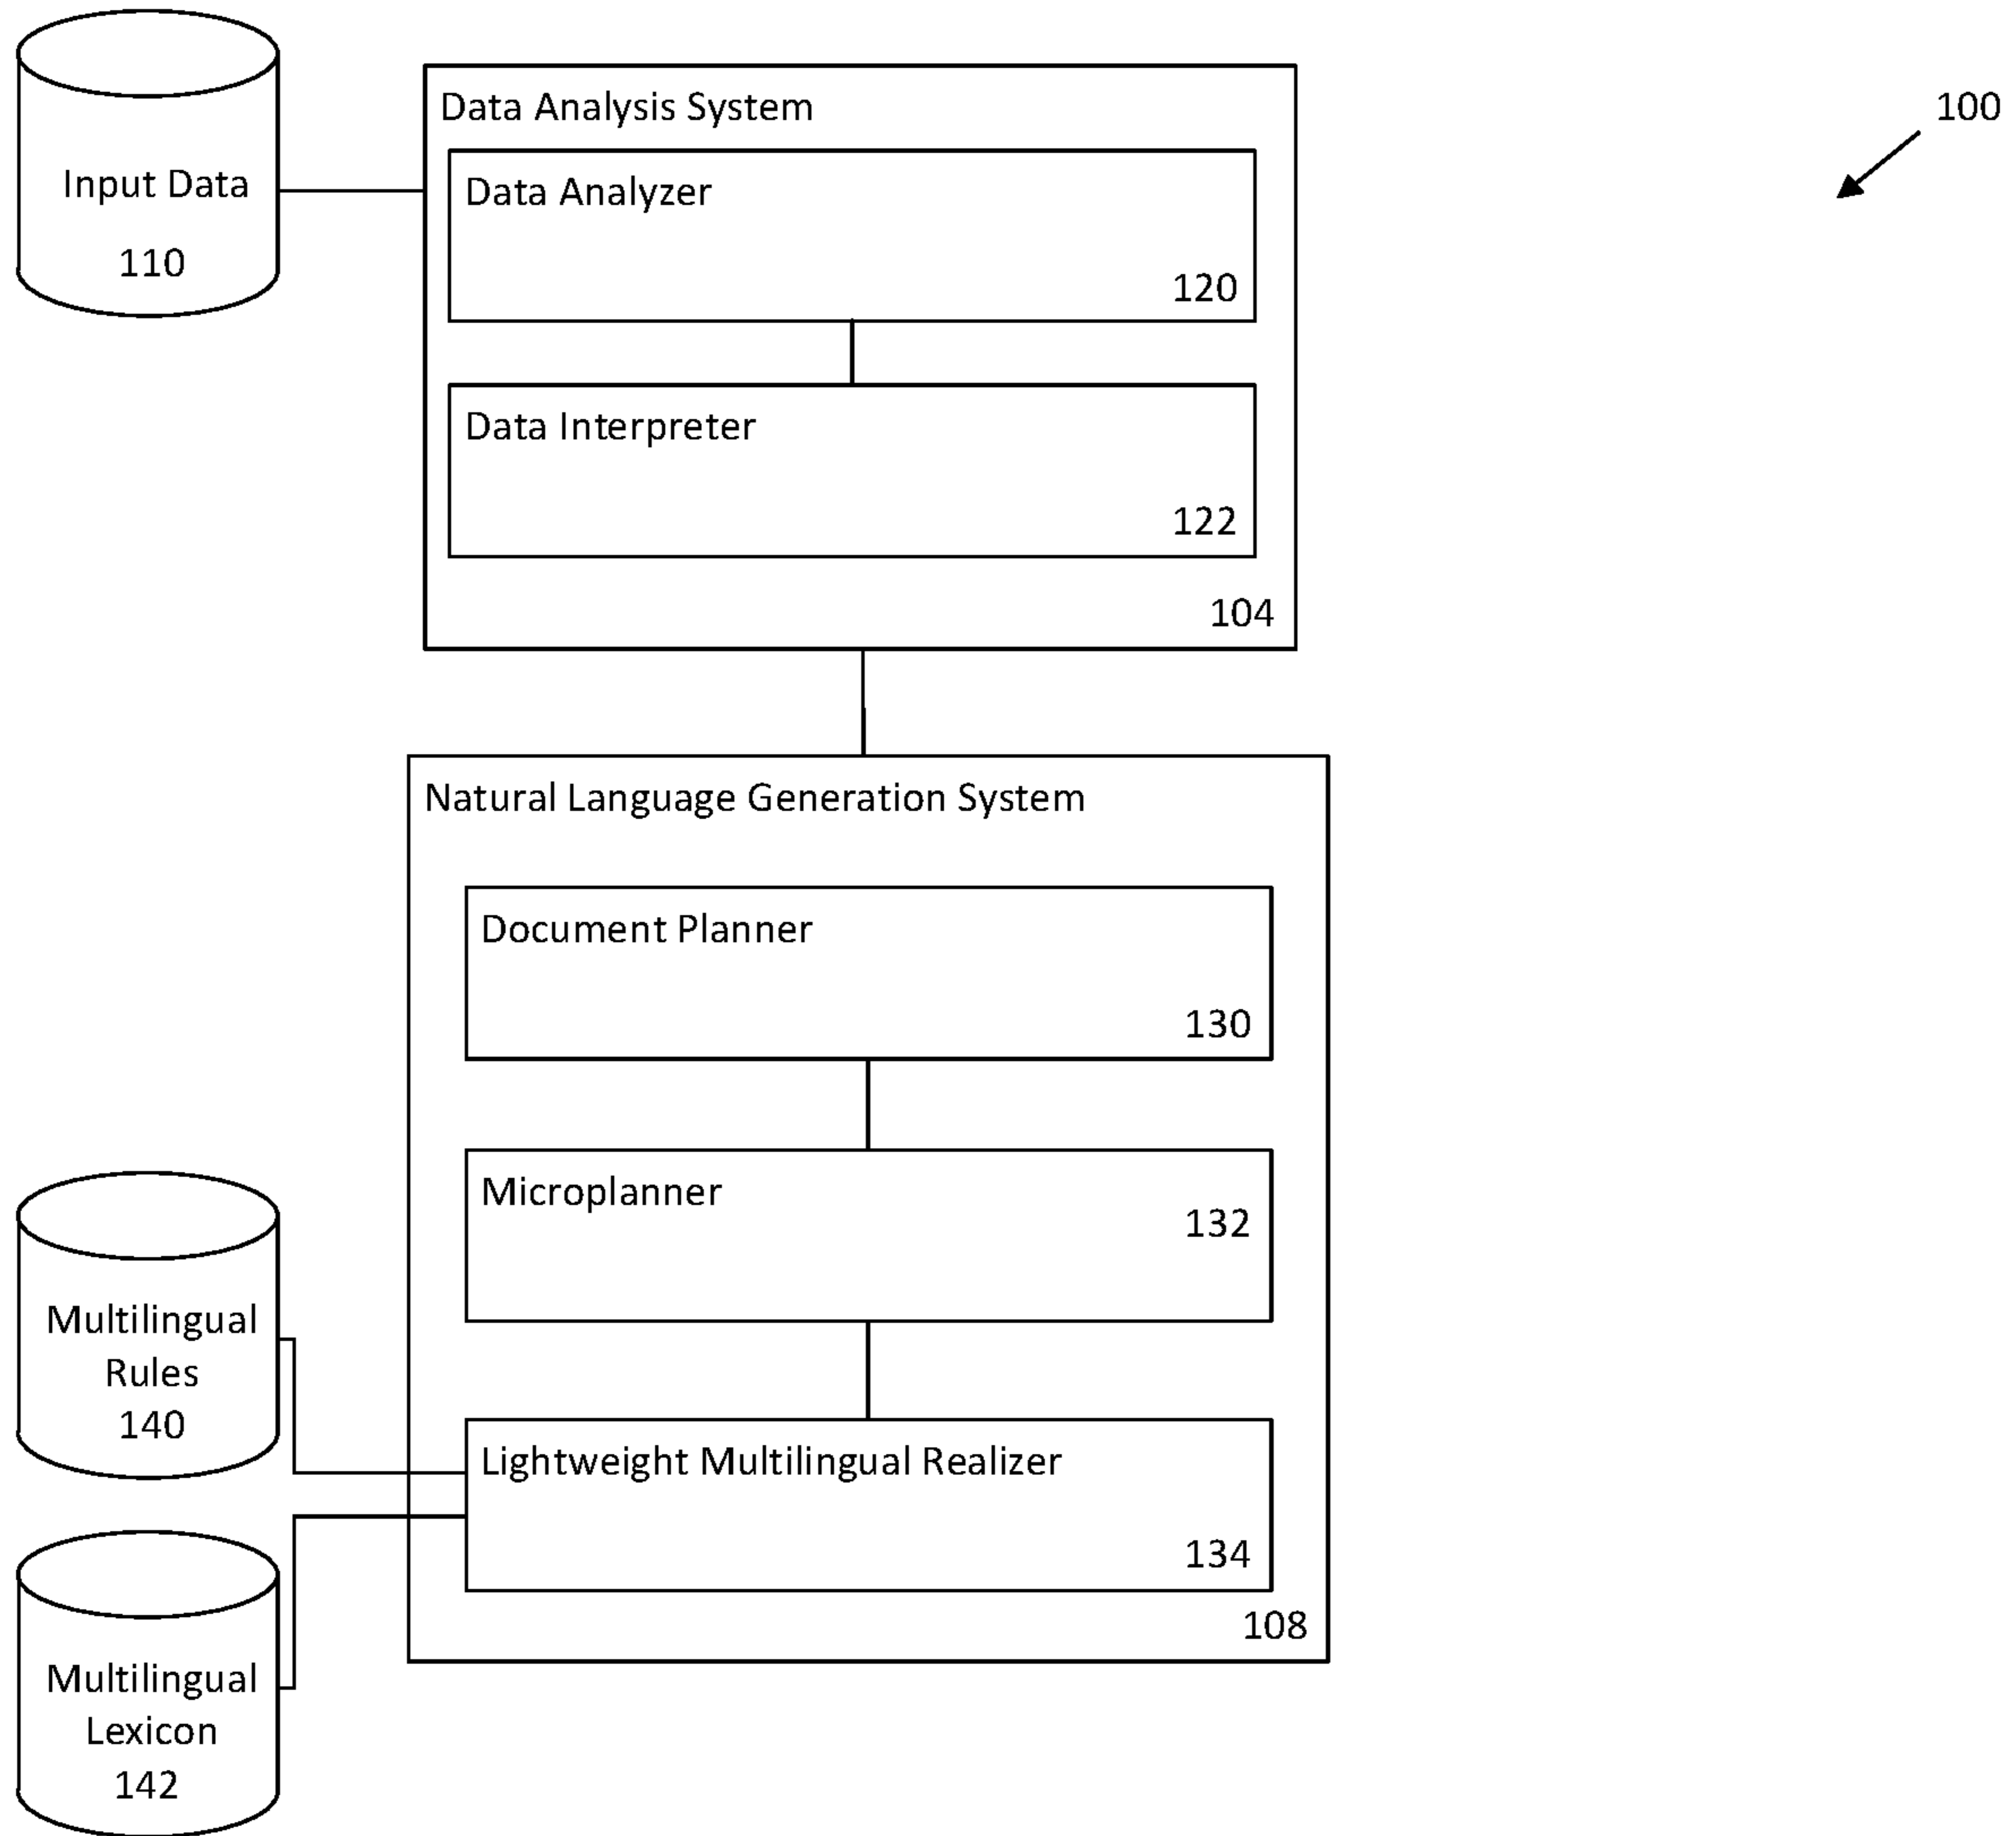 100
Input Data
110
Data Analysis System
Data Analyzer
120
Data Interpreter
122
104
Natural Language Generation System
Document Planner
130
Microplanner
132
Multilingual
Rules
140
Lightweight Multilingual Realizer
134
108
Multilingual
Lexicon
142